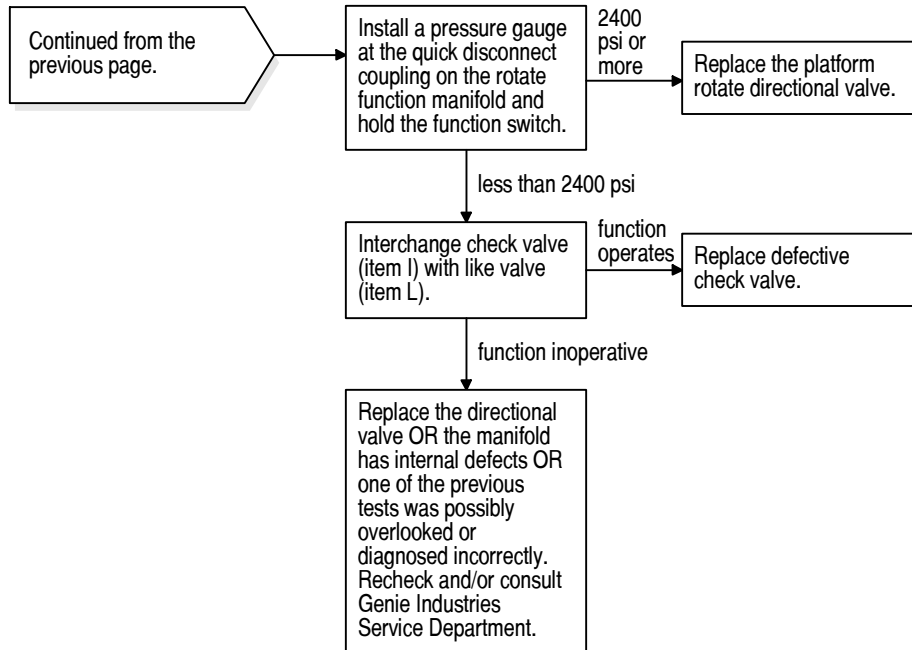 Continued from the
previous page.
Install a pressure gauge
at the quick disconnect
coupling on the rotate
function manifold and
hold the function switch.
2400
psi or
more
Replace the platform
rotate directional valve.
less than 2400 psi
Interchange check valve
(item I) with like valve
(item L).
function
operates
Replace defective
check valve.
function inoperative
Replace the directional
valve OR the manifold
has internal defects OR
one of the previous
tests was possibly
overlooked or
diagnosed incorrectly.
Recheck and/or consult
Genie Industries
Service Department.